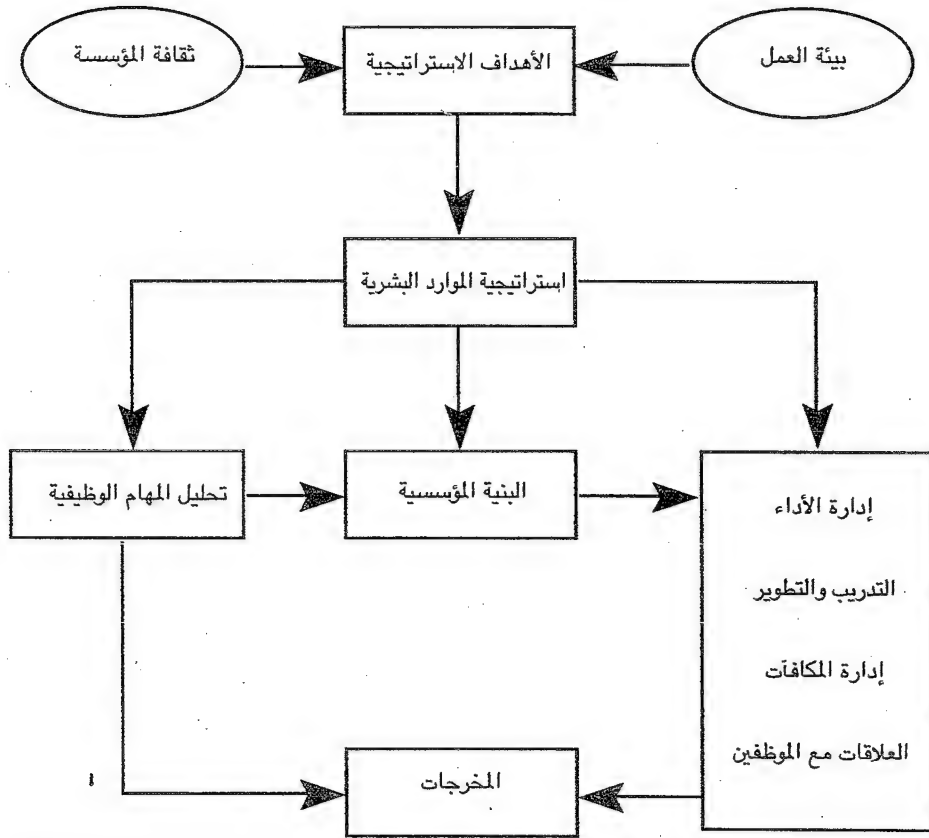 بيئة العمل
الأهداف الاستراتيجية
ثقافة المؤسسة
استراتيجية الموارد البشرية
تحليل المهام الوظيفية
البنية المؤسسية
إدارة الأداء
التدريب والتطوير
إدارة المكافآت
العلاقات مع الموظفين
المخرجات